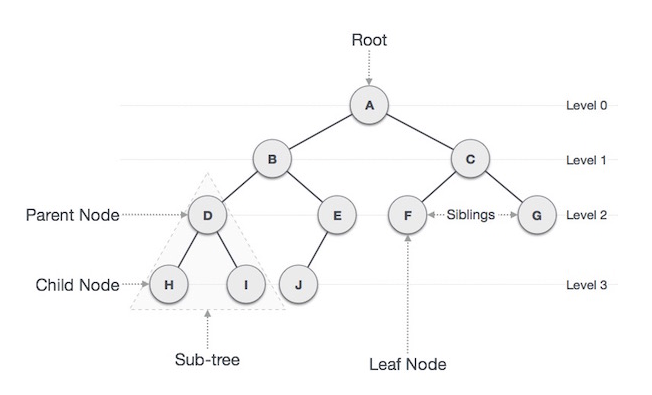 Root
A
Level 0
B
C
Level 1
Parent Node
D
E
F
Siblings
G
Level 2
Child Node
H
I
J
Level 3
Sub-tree
Leaf Node